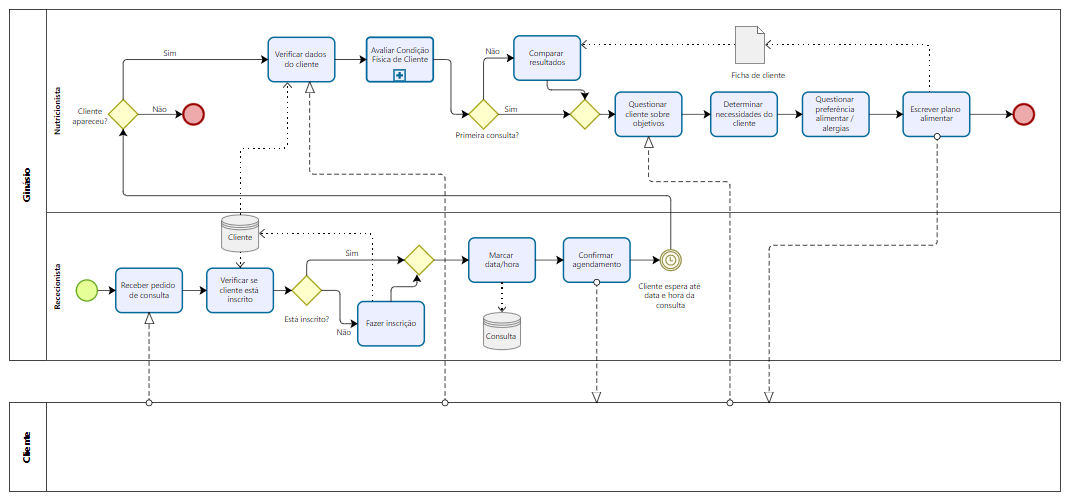 Ginásio
Nutricionista
Cliente
apareceu?
Sim
Não
Verificar dados
do cliente
Avaliar Condição
Física de Cliente
Primeira consulta?
Não
Sim
Comparar
resultados
Ficha de cliente
Questionar
cliente sobre
objetivos
Determinar
necessidades do
cliente
Questionar
preferência
alimentar /
alergias
Escrever plano
alimentar
Rececionista
Receber pedido
de consulta
Cliente
Verificar se
cliente está
inscrito
Está inscrito?
Sim
Não
Fazer inscrição
Marcar
data/hora
Consulta
Confirmar
agendamento
Cliente espera até
data e hora da
consulta
Cliente